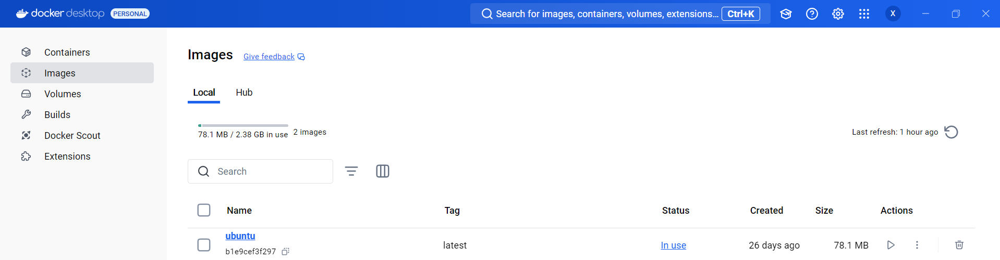 docker desktop PERSONAL
Search for images, containers, volumes, extensions... Ctrl+K
X
Containers
Images
Volumes
Builds
Docker Scout
Extensions
Images Give feedback
Local Hub
78.1 MB / 2.38 GB in use 2 images
Last refresh: 1 hour ago
Search
Name Tag Status Created Size Actions
ubuntu
b1e9cef3f297
latest In use 26 days ago 78.1 MB